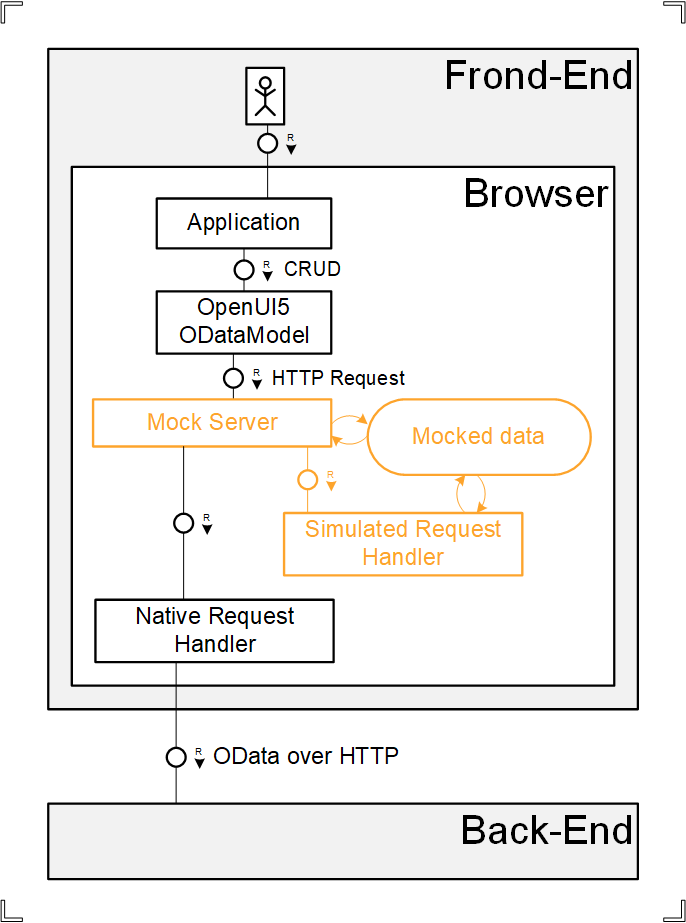 Frond-End
R
Browser
Application
R
CRUD
OpenUI5
ODataModel
R
HTTP Request
Mock Server
Mocked data
R
R
Simulated Request
Handler
Native Request
Handler
R
OData over HTTP
Back-End